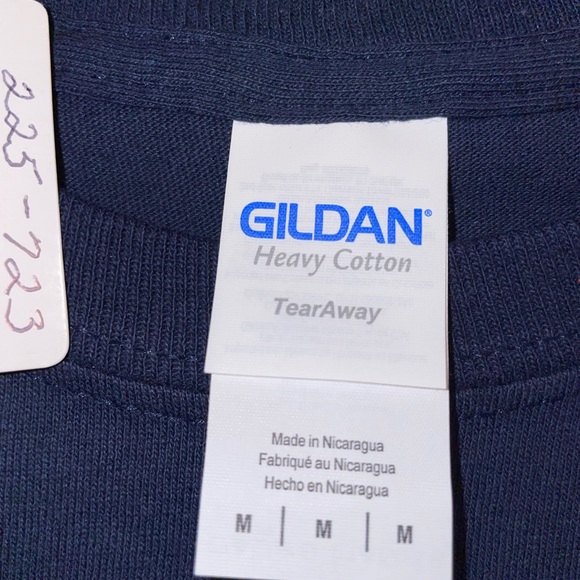 225-723
GILDAN®
Heavy Cotton
TearAway
Made in Nicaragua
Fabriqué au Nicaragua
Hecho en Nicaragua
M | M | M